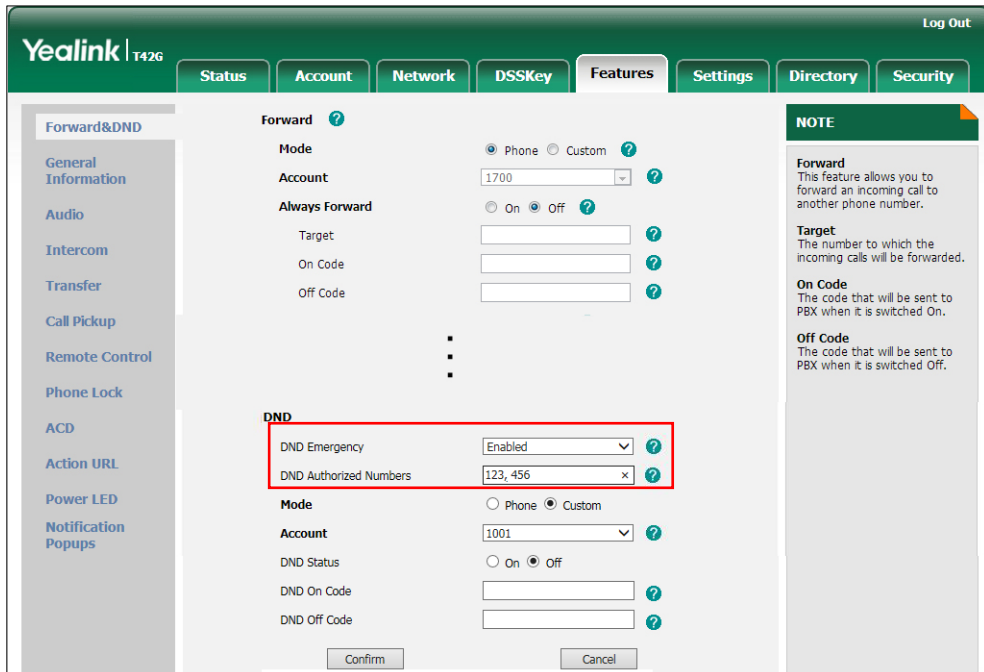 Log Out
Yealink | T42G
Status Account Network DSSKey Features Settings Directory Security
Forward&DND
General
Information
Audio
Intercom
Transfer
Call Pickup
Remote Control
Phone Lock
ACD
Action URL
Power LED
Notification
Popups
Forward ?
Mode Phone Custom ?
Account 1700 ?
Always Forward On Off ?
Target ?
On Code ?
Off Code ?
DND
DND Emergency Enabled ?
DND Authorized Numbers 123, 456 × ?
Mode Phone Custom
Account 1001 ?
DND Status On Off
DND On Code ?
DND Off Code ?
Confirm Cancel
NOTE
Forward
This feature allows you to
forward an incoming call to
another phone number.
Target
The number to which the
incoming calls will be forwarded.
On Code
The code that will be sent to
PBX when it is switched On.
Off Code
The code that will be sent to
PBX when it is switched Off.